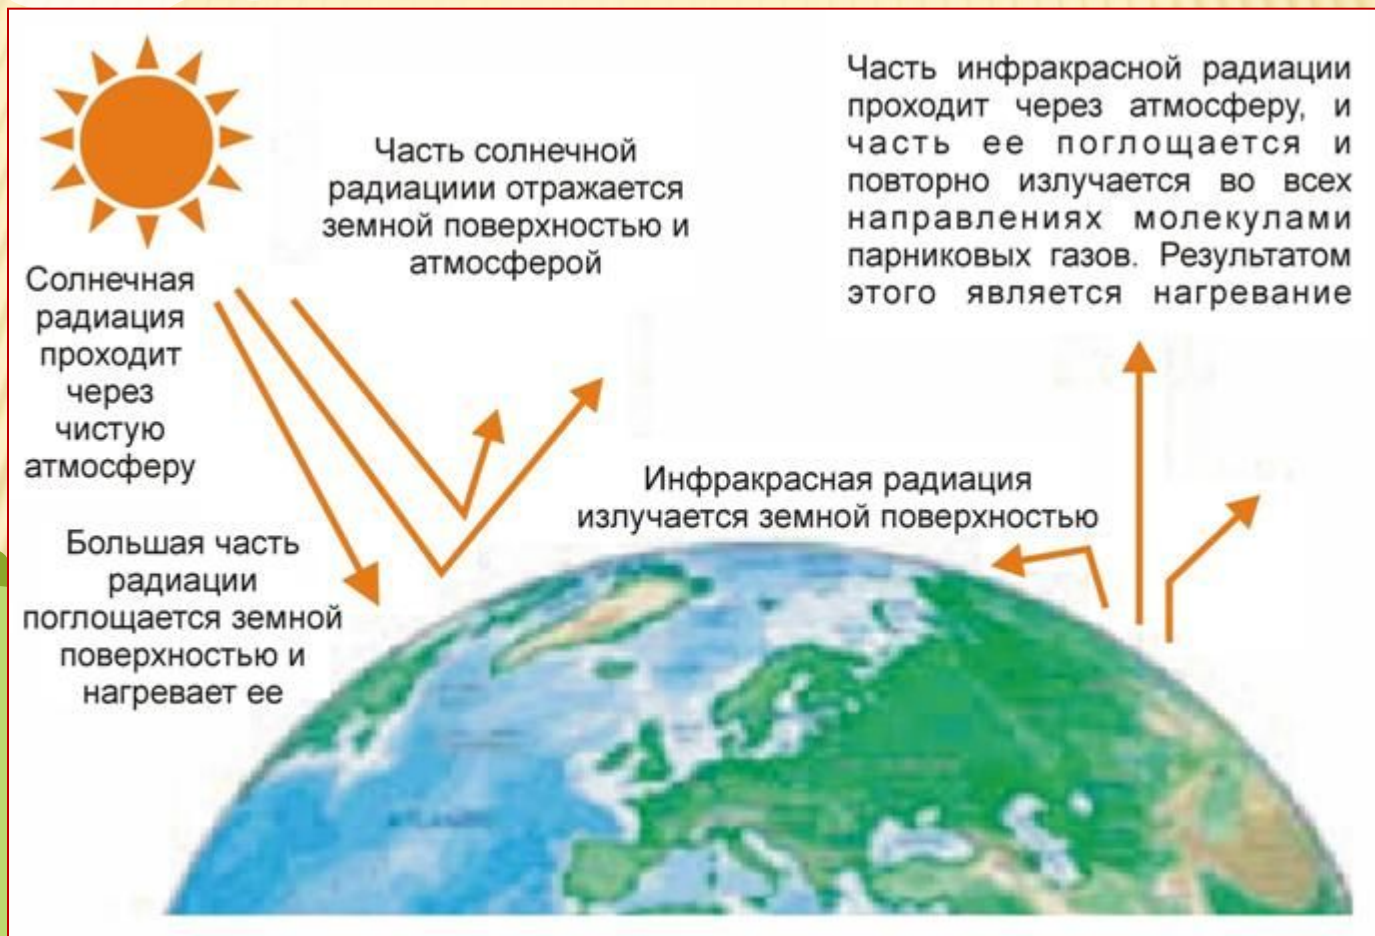 Солнечная
радиация
проходит
через
чистую
атмосферу
Часть солнечной
радиациии отражается
земной поверхностью и
атмосферой
Часть инфракрасной радиации
проходит через атмосферу, и
часть ее поглощается и
повторно излучается во всех
направлениях молекулами
парниковых газов. Результатом
этого является нагревание
Большая часть
радиации
поглощается земной
поверхностью и
нагревает ее
Инфракрасная радиация
излучается земной поверхностью